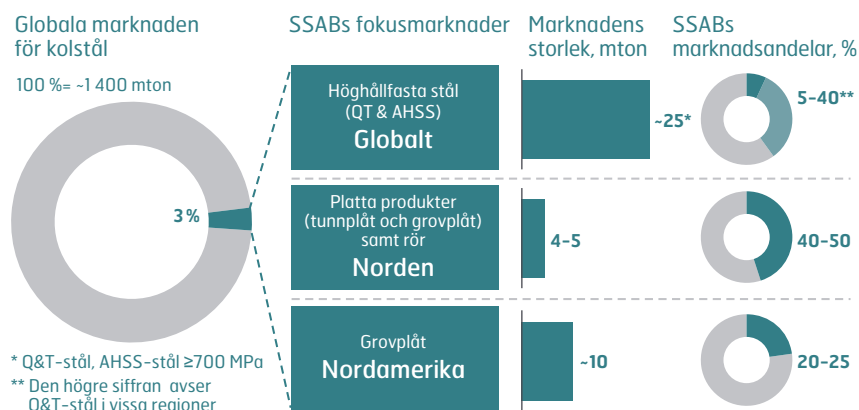 Globala marknaden
för kolstål
100 %= ~1 400 mton
3 %
* Q&T-stål, AHSS-stål ≥700 MPa
** Den högre siffran avser
Q&T-stål i vissa regioner
SSABs fokusmarknader
Marknadens
storlek, mton
SSABs
marknadsandelar, %
Höghållfasta stål
(QT & AHSS)
Globalt
~25*
5-40**
Platta produkter
(tunnplåt och grovplåt)
samt rör
Norden
4-5
40-50
Grovplåt
Nordamerika
~10
20-25